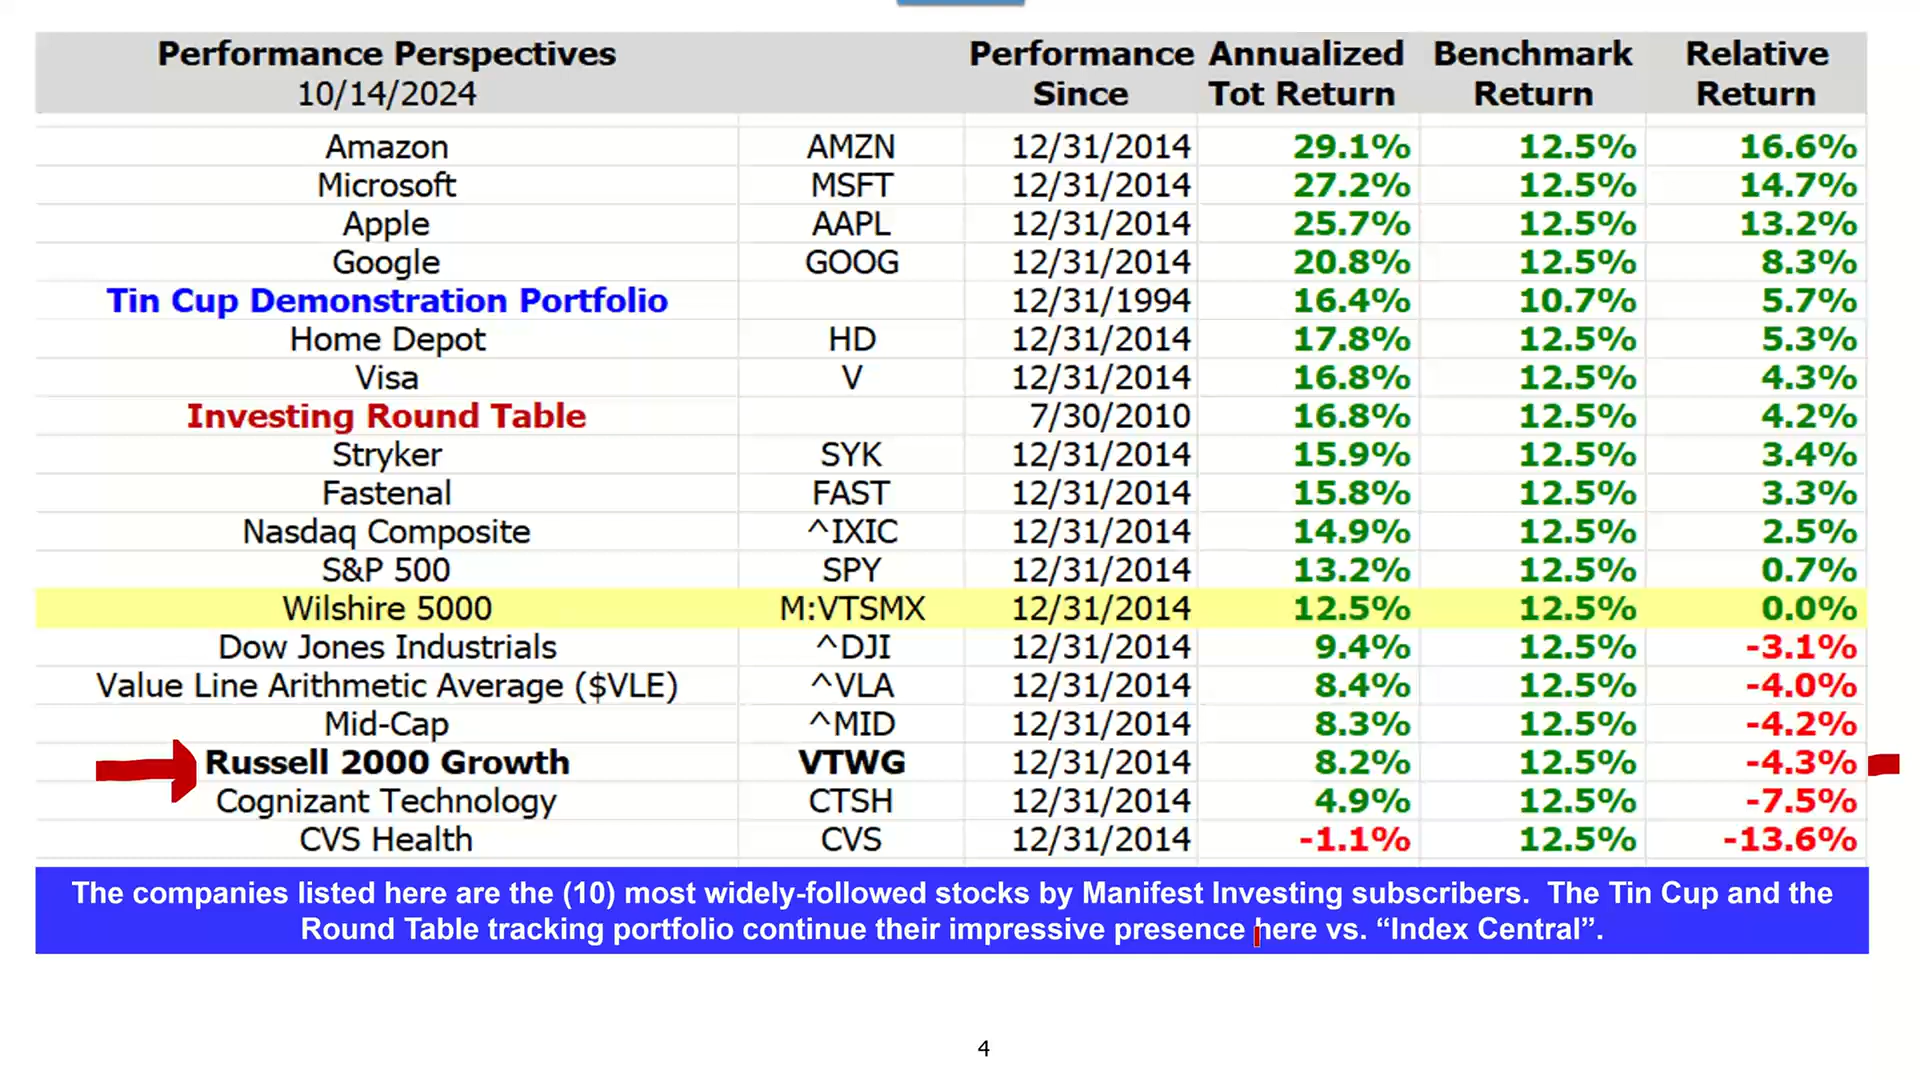 Performance Perspectives Performance Annualized Benchmark Relative
10/14/2024 Since Tot Return Return Return
Amazon AMZN 12/31/2014 29.1% 12.5% 16.6%
Microsoft MSFT 12/31/2014 27.2% 12.5% 14.7%
Apple AAPL 12/31/2014 25.7% 12.5% 13.2%
Google GOOG 12/31/2014 20.8% 12.5% 8.3%
Tin Cup Demonstration Portfolio 12/31/1994 16.4% 10.7% 5.7%
Home Depot HD 12/31/2014 17.8% 12.5% 5.3%
Visa V 12/31/2014 16.8% 12.5% 4.3%
Investing Round Table 7/30/2010 16.8% 12.5% 4.2%
Stryker SYK 12/31/2014 15.9% 12.5% 3.4%
Fastenal FAST 12/31/2014 15.8% 12.5% 3.3%
Nasdaq Composite ^IXIC 12/31/2014 14.9% 12.5% 2.5%
S&P 500 SPY 12/31/2014 13.2% 12.5% 0.7%
Wilshire 5000 M:VTSMX 12/31/2014 12.5% 12.5% 0.0%
Dow Jones Industrials ^DJI 12/31/2014 9.4% 12.5% -3.1%
Value Line Arithmetic Average ($VLE) ^VLA 12/31/2014 8.4% 12.5% -4.0%
Mid-Cap ^MID 12/31/2014 8.3% 12.5% -4.2%
Russell 2000 Growth VTWG 12/31/2014 8.2% 12.5% -4.3%
Cognizant Technology CTSH 12/31/2014 4.9% 12.5% -7.5%
CVS Health CVS 12/31/2014 -1.1% 12.5% -13.6%
The companies listed here are the (10) most widely-followed stocks by Manifest Investing subscribers. The Tin Cup and the
Round Table tracking portfolio continue their impressive presence here vs. “Index Central”.
4